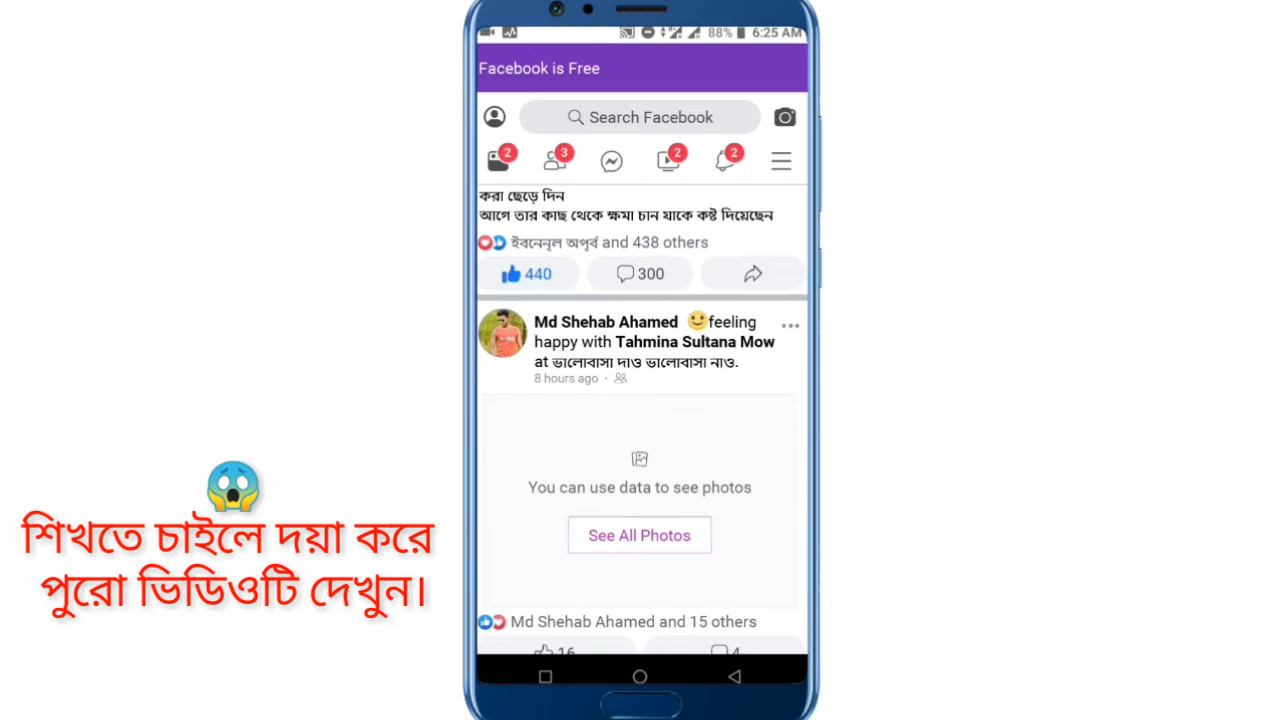 88% 6:25 AM
Facebook is Free
Search Facebook
2 3 2 2
করা ছেড়ে দিন
আগে তার কাছ থেকে ক্ষমা চান যাকে কষ্ট দিয়েছেন
ইবনেনূল অপূর্ব and 438 others
440 300
Md Shehab Ahamed feeling
happy with Tahmina Sultana Mow
at ভালোবাসা দাও ভালোবাসা নাও.
8 hours ago ·
You can use data to see photos
See All Photos
Md Shehab Ahamed and 15 others
16 4
শিখতে চাইলে দয়া করে
পুরো ভিডিওটি দেখুন।